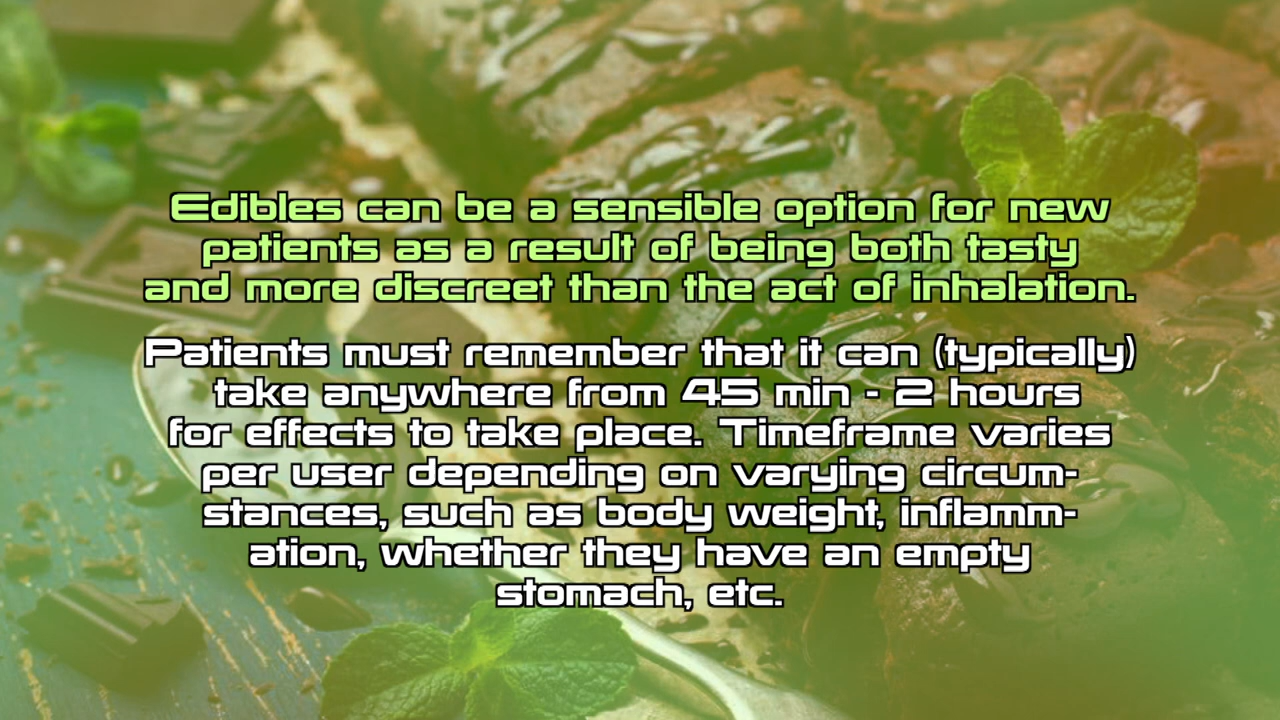 Edibles can be a sensible option for new
patients as a result of being both tasty
and more discreet than the act of inhalation.
Patients must remember that it can (typically)
take anywhere from 45 min - 2 hours
for effects to take place. Timeframe varies
per user depending on varying circum-
stances, such as body weight, inflamm-
ation, whether they have an empty
stomach, etc.